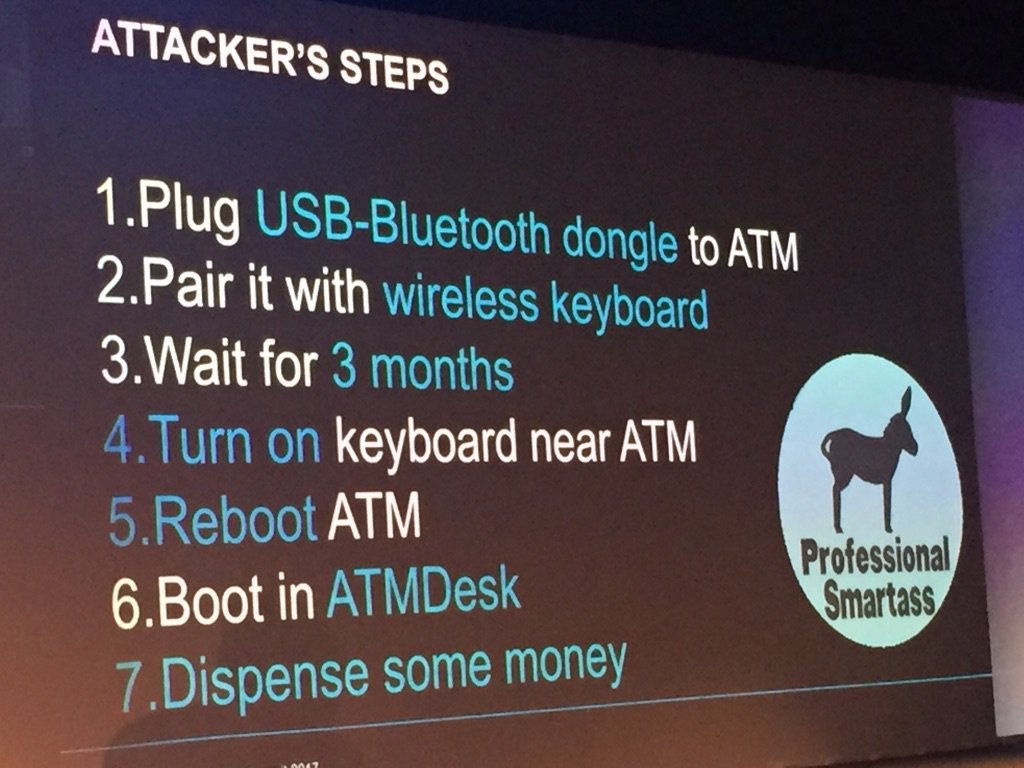 ATTACKER'S STEPS
1.Plug USB-Bluetooth dongle to ATM
2.Pair it with wireless keyboard
3.Wait for 3 months
4.Turn on keyboard near ATM
5.Reboot ATM
6.Boot in ATMDesk
7.Dispense some money
Professional
Smartass